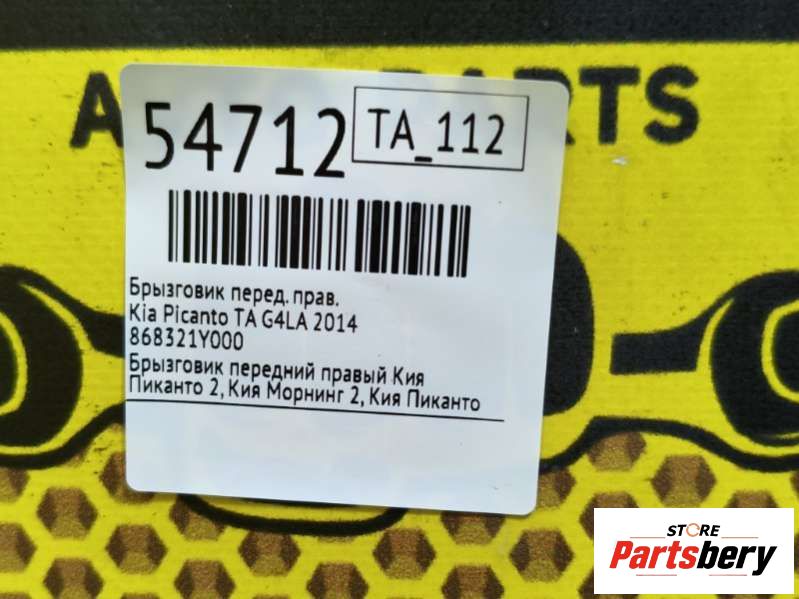 PARTS
54712
TA_112
Брызговик перед. прав.
Kia Picanto TA G4LA 2014
868321Y000
Брызговик передний правый Кия
Пиканто 2, Кия Морнинг 2, Кия Пиканто
STORE
Partsbery